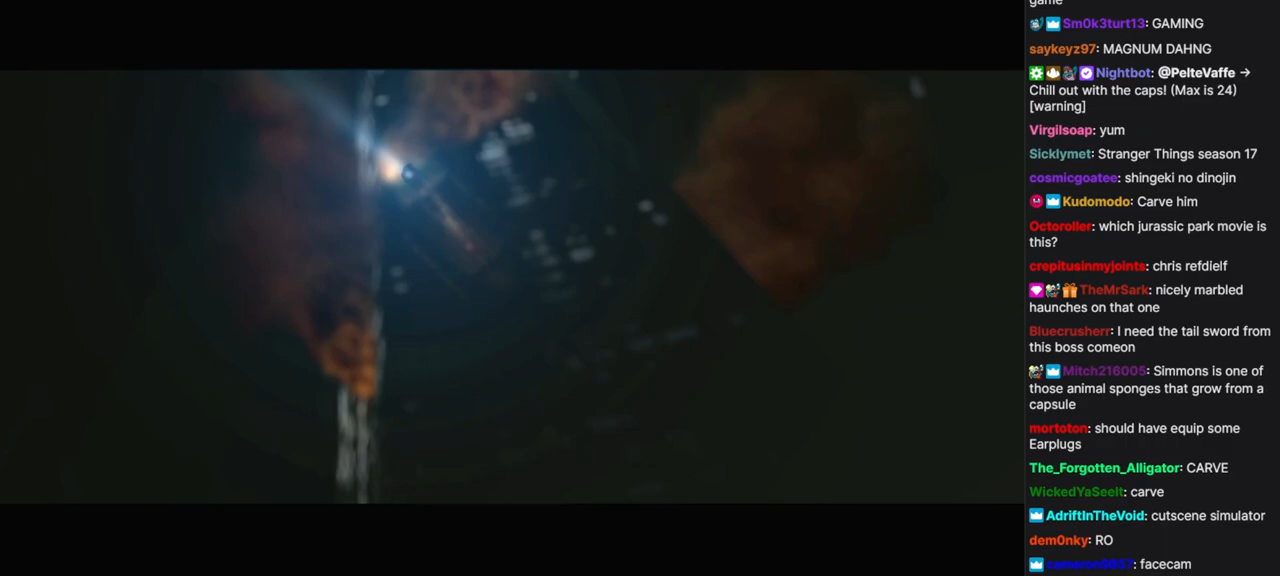 game
Sm0k3turt13: GAMING
saykeyz97: MAGNUM DAHNG
Nightbot: @PelteVaffe →
Chill out with the caps! (Max is 24)
[warning]
Virgilsoap: yum
Sicklymet: Stranger Things season 17
cosmicgoatee: shingeki no dinojin
Kudomodo: Carve him
Octoroller: which jurassic park movie is
this?
crepitusinmyjoints: chris refdielf
TheMrSark: nicely marbled
haunches on that one
Bluecrusherr: I need the tail sword from
this boss comeon
Mitch216005: Simmons is one of
those animal sponges that grow from a
capsule
mortoton: should have equip some
Earplugs
The_Forgotten_Alligator: CARVE
WickedYaSeeIt: carve
AdriftInTheVoid: cutscene simulator
dem0nky: RO
cameron9857: facecam